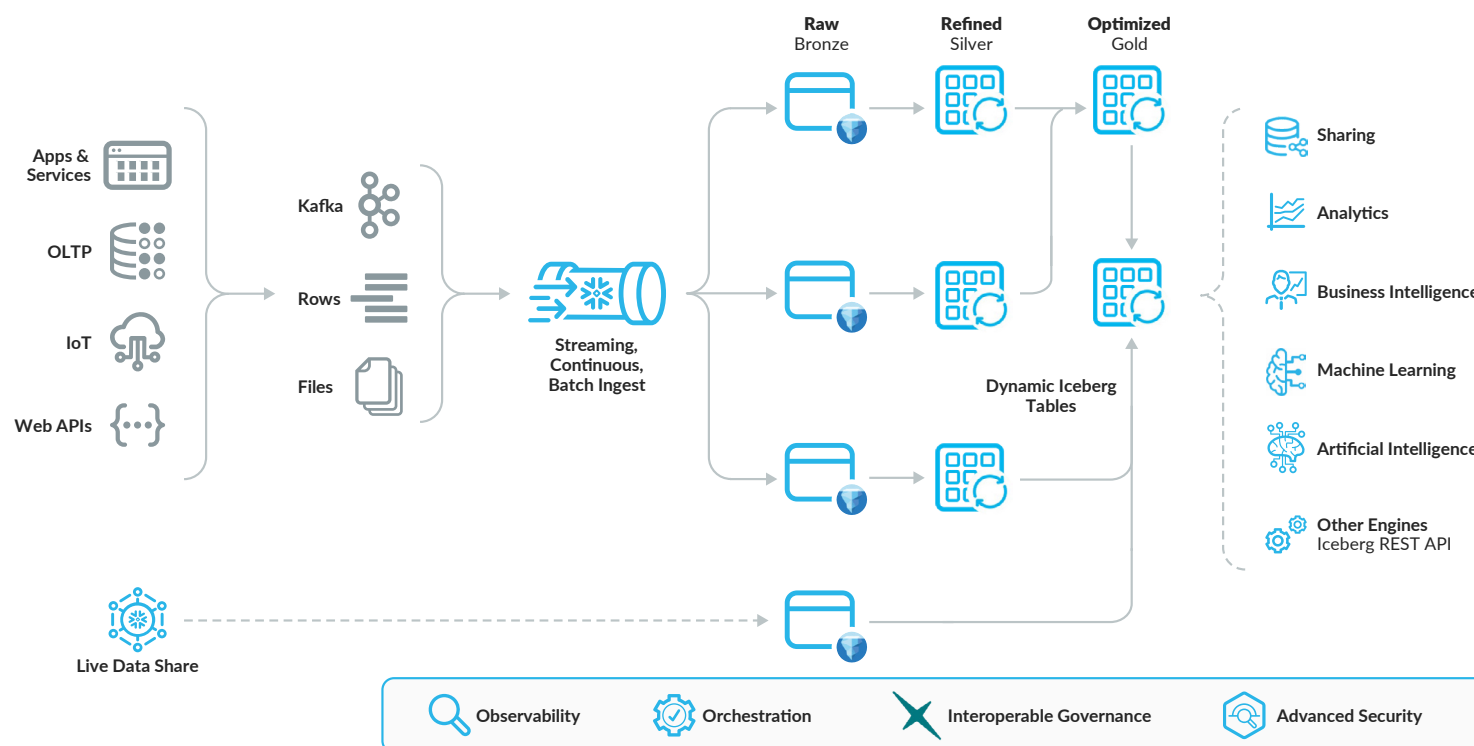 Raw
Bronze
Refined
Silver
Optimized
Gold
Apps &
Services
OLTP
IoT
Web APIs
Kafka
Rows
Files
Streaming,
Continuous,
Batch Ingest
Dynamic Iceberg
Tables
Sharing
Analytics
Business Intelligence
Machine Learning
Artificial Intelligence
Other Engines
Iceberg REST API
Live Data Share
Observability
Orchestration
Interoperable Governance
Advanced Security